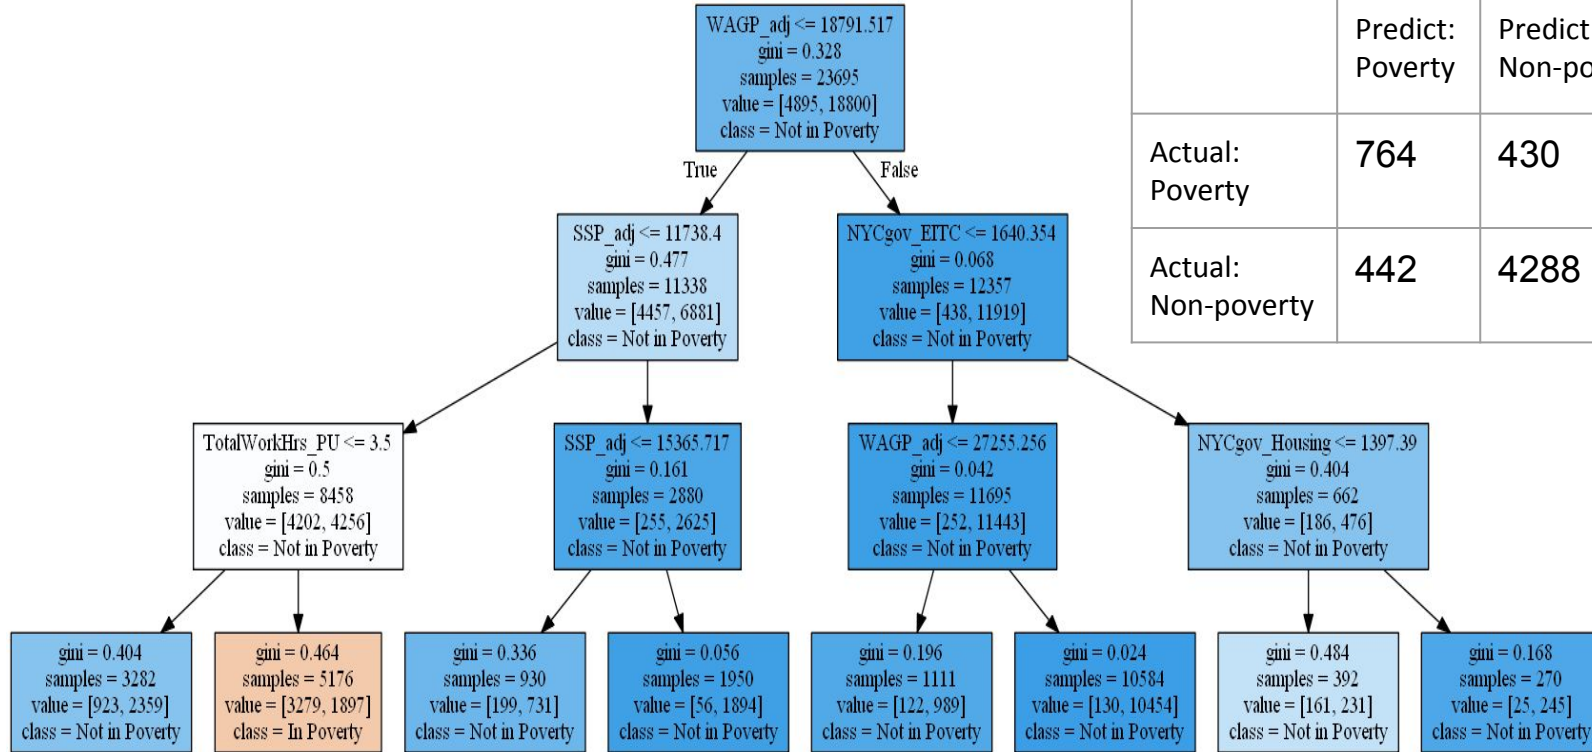 WAGP_adj <= 18791.517
gini = 0.328
samples = 23695
value = [4895, 18800]
class = Not in Poverty
True
False
Predict:
Poverty
Predict
Actual:
Poverty
764
430
Actual:
Non-poverty
442
4288
SSP_adj <= 11738.4
gini = 0.477
samples = 11338
value = [4457, 6881]
class = Not in Poverty
NYCgov_EITC <= 1640.354
gini = 0.068
samples = 12357
value = [438, 11919]
class = Not in Poverty
TotalWorkHrs_PU <= 3.5
gini = 0.5
samples = 8458
value = [4202, 4256]
class = Not in Poverty
SSP_adj <= 15365.717
gini = 0.161
samples = 2880
value = [255, 2625]
class = Not in Poverty
WAGP_adj <= 27255.256
gini = 0.042
samples = 11695
value = [252, 11443]
class = Not in Poverty
NYCgov_Housing <= 1397.39
gini = 0.404
samples = 662
value = [186, 476]
class = Not in Poverty
gini = 0.404
samples = 3282
value = [923, 2359]
class = Not in Poverty
gini = 0.464
samples = 5176
value = [3279, 1897]
class = In Poverty
gini = 0.336
samples = 930
value = [199, 731]
class = Not in Poverty
gini = 0.056
samples = 1950
value = [56, 1894]
class = Not in Poverty
gini = 0.196
samples = 1111
value = [122, 989]
class = Not in Poverty
gini = 0.024
samples = 10584
value = [130, 10454]
class = Not in Poverty
gini = 0.484
samples = 392
value = [161, 231]
class = Not in Poverty
gini = 0.168
samples = 270
value = [25, 245]
class = Not in Poverty